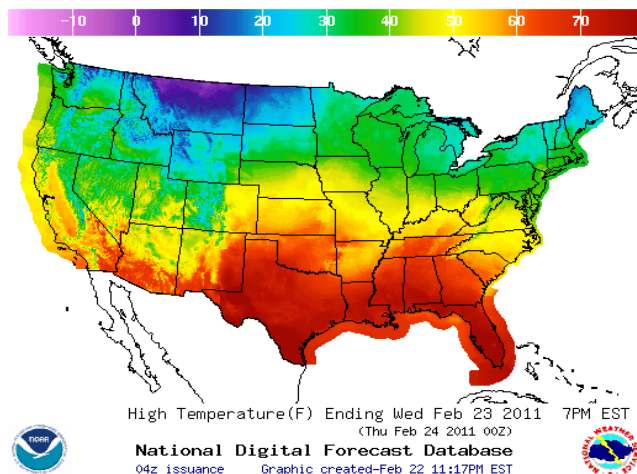 -10 0 10 20 30 40 50 60 70
High Temperature(F) Ending Wed Feb 23 2011 7PM EST
(Thu Feb 24 2011 00Z)
National Digital Forecast Database
04z issuance Graphic created-Feb 22 11:17PM EST
NOAA